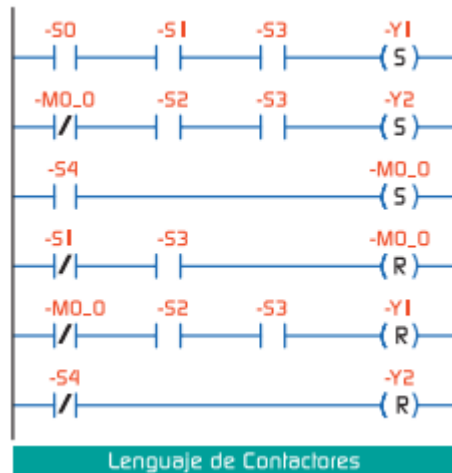 -S0 -S1 -S3 -Y1
(S)
-M0_0 -S2 -S3 -Y2
(S)
-S4 -M0_0
(S)
-S1 -S3 -M0_0
(R)
-M0_0 -S2 -S3 -Y1
(R)
-S4 -Y2
(R)
Lenguaje de Contactores